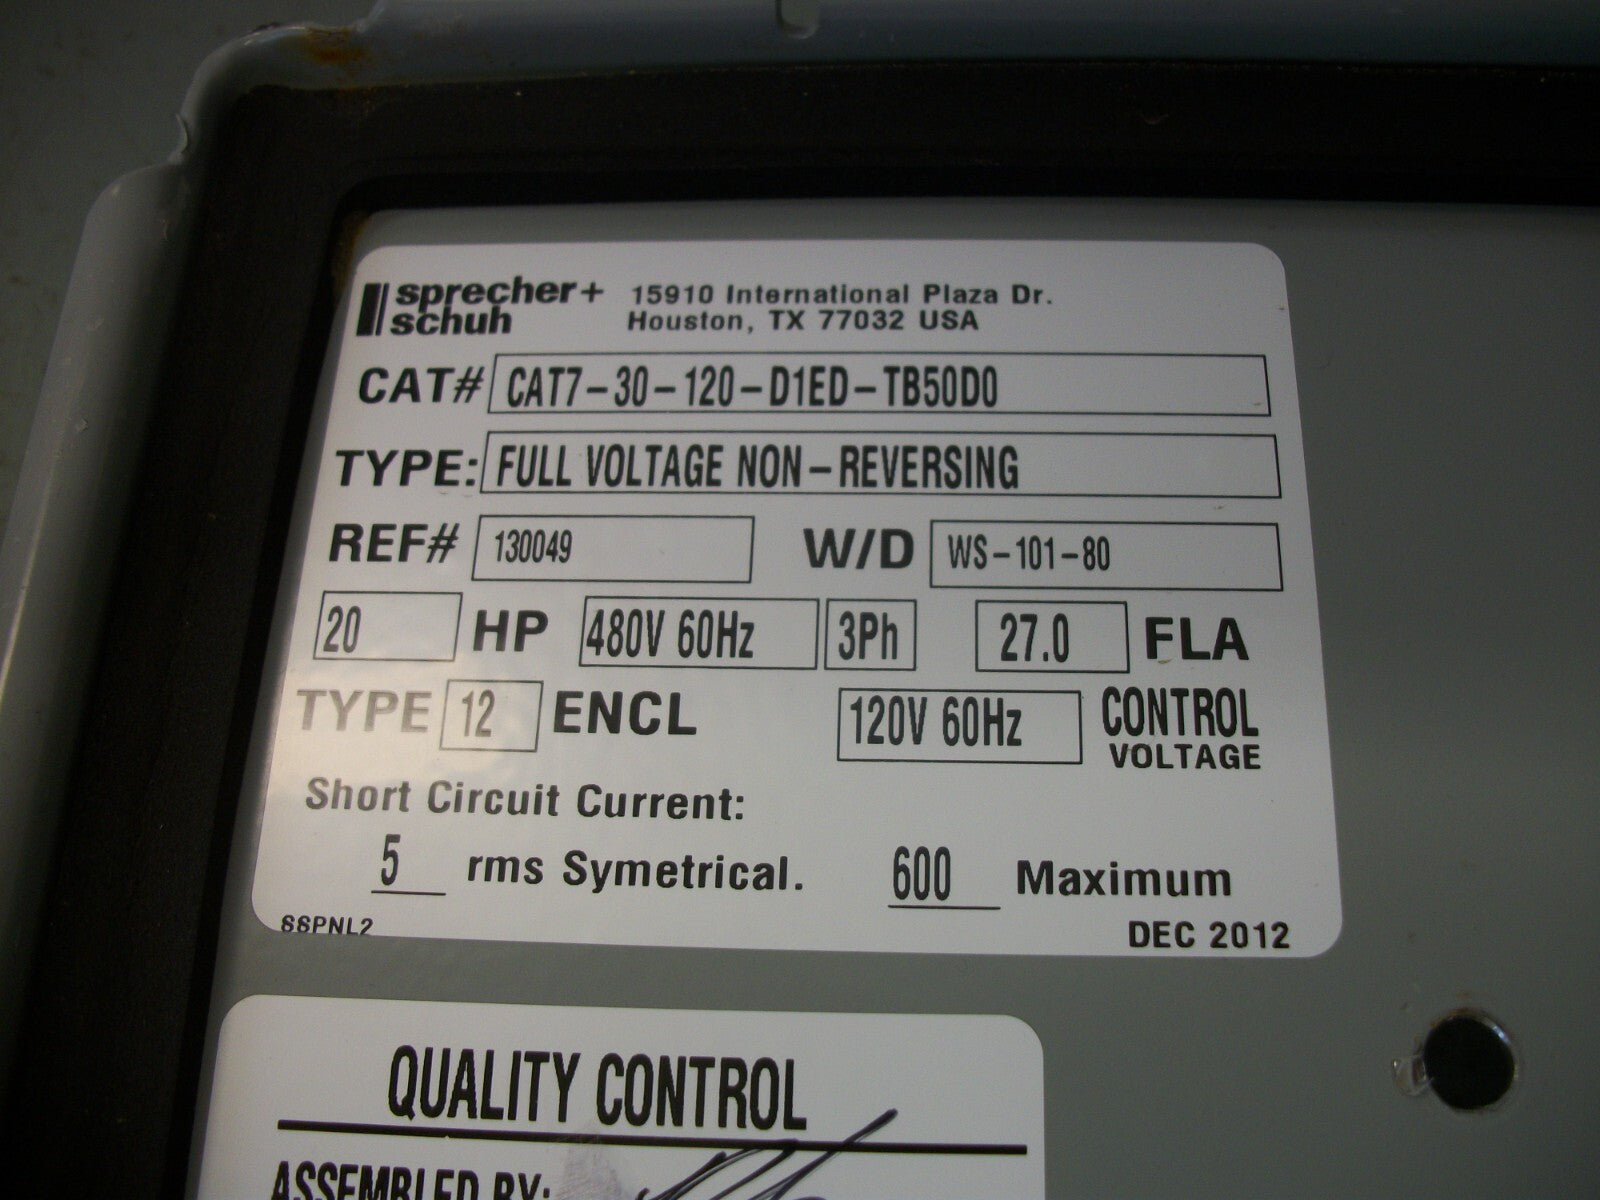 sprecher+ schuh
15910 International Plaza Dr.
Houston, TX 77032 USA
CAT# CAT7-30-120-D1ED-TB50D0
TYPE: FULL VOLTAGE NON-REVERSING
REF# 130049 W/D WS-101-80
20 HP 480V 60Hz 3Ph 27.0 FLA
TYPE 12 ENCL 120V 60Hz CONTROL VOLTAGE
Short Circuit Current:
5 rms Symetrical. 600 Maximum
SSPNL2 DEC 2012
QUALITY CONTROL
ASSEMBLED BY: